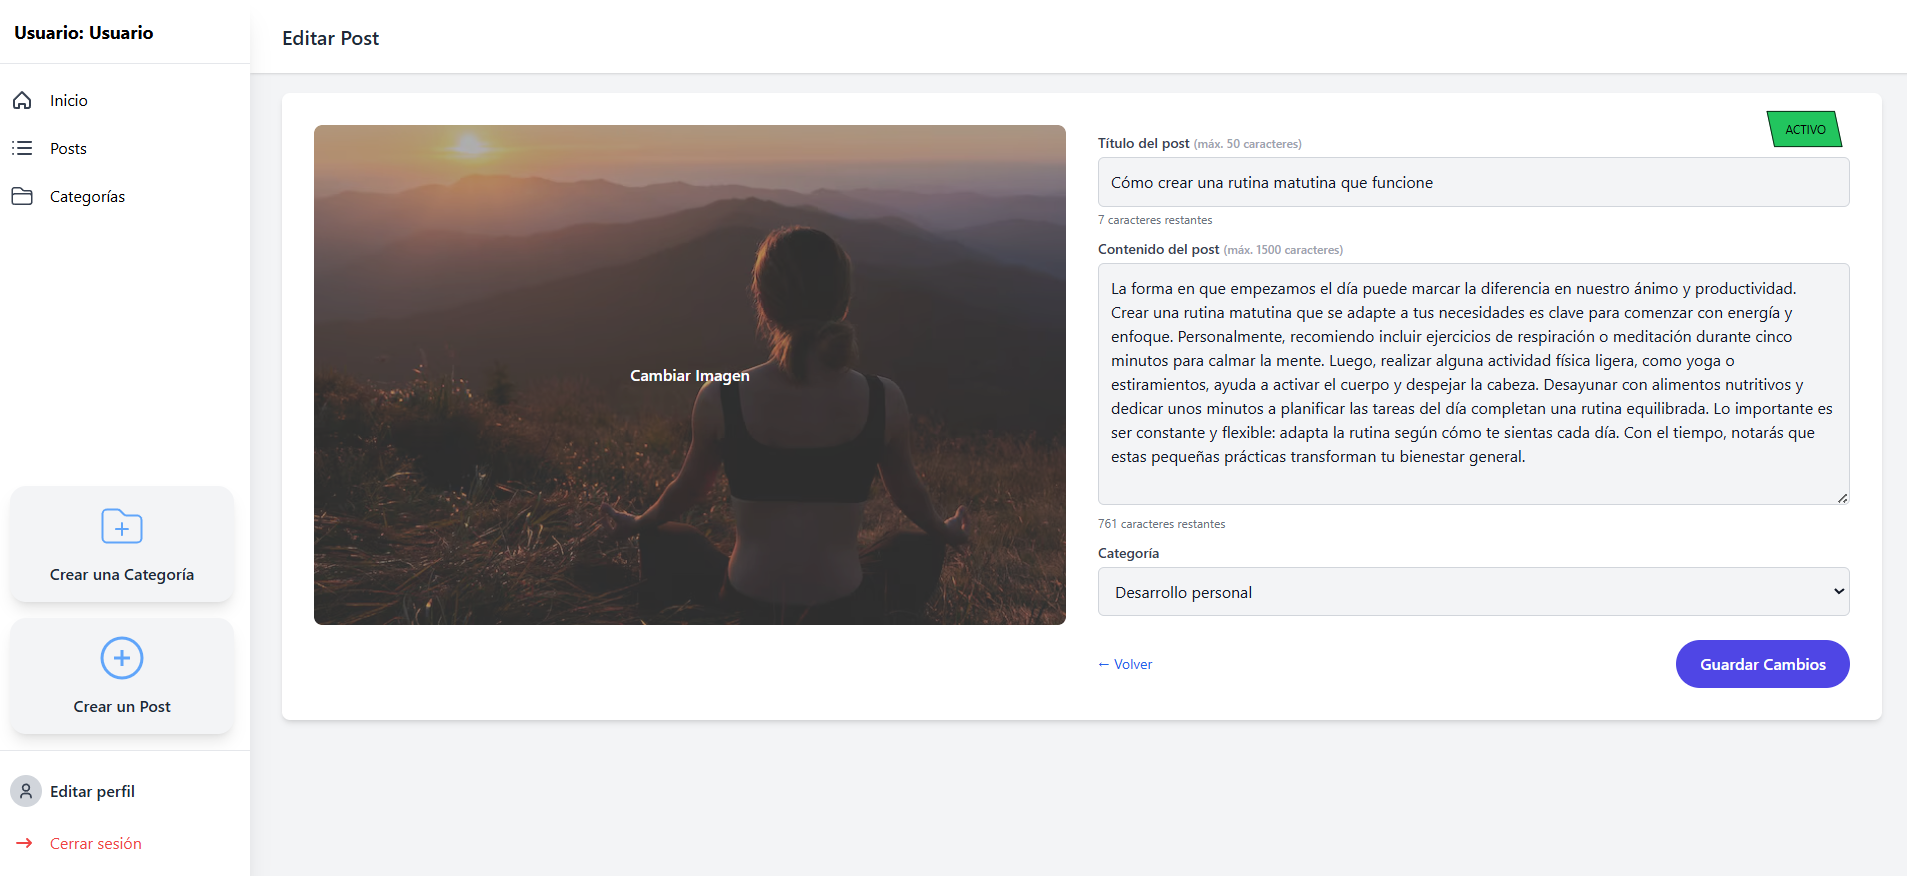 Usuario: Usuario
Inicio
Posts
Categorías
Crear una Categoría
Crear un Post
Editar perfil
Cerrar sesión
Editar Post
Cambiar Imagen
ACTIVO
Título del post (máx. 50 caracteres)
Cómo crear una rutina matutina que funcione
7 caracteres restantes
Contenido del post (máx. 1500 caracteres)
La forma en que empezamos el día puede marcar la diferencia en nuestro ánimo y productividad.
Crear una rutina matutina que se adapte a tus necesidades es clave para comenzar con energía y
enfoque. Personalmente, recomiendo incluir ejercicios de respiración o meditación durante cinco
minutos para calmar la mente. Luego, realizar alguna actividad física ligera, como yoga o
estiramientos, ayuda a activar el cuerpo y despejar la cabeza. Desayunar con alimentos nutritivos y
dedicar unos minutos a planificar las tareas del día completan una rutina equilibrada. Lo importante es
ser constante y flexible: adapta la rutina según cómo te sientas cada día. Con el tiempo, notarás que
estas pequeñas prácticas transforman tu bienestar general.
761 caracteres restantes
Categoría
Desarrollo personal
← Volver
Guardar Cambios